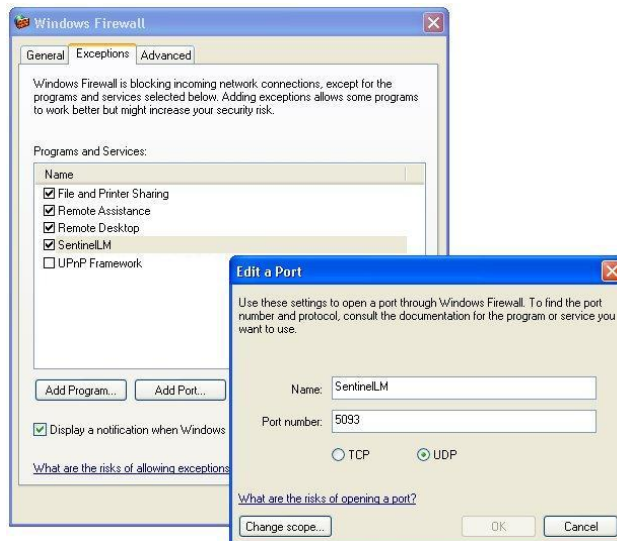 Windows Firewall
General
Exceptions
Advanced
Windows Firewall is blocking incoming network connections, except for the
programs and services selected below. Adding exceptions allows some programs
to work better but might increase your security risk.
Programs and Services:
Name
File and Printer Sharing
Remote Assistance
Remote Desktop
SentinelLM
UPnP Framework
Add Program...
Add Port...
Display a notification when Windows
What are the risks of allowing exceptions
Edit a Port
Use these settings to open a port through Windows Firewall. To find the port
number and protocol, consult the documentation for the program or service you
want to use.
Name: SentinelLM
Port number: 5093
TCP
UDP
What are the risks of opening a port?
Change scope...
OK
Cancel